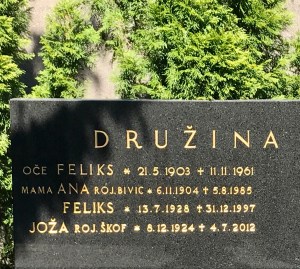 DRUŽINA
OČE FELIKS * 21.5.1903 + 11.11.1961
MAMA ANA ROJ.BIVIC * 6.11.1904 + 5.8.1985
FELIKS * 13.7.1928 + 31.12.1997
JOŽA ROJ.ŠKOF * 8.12.1924 + 4.7.2012